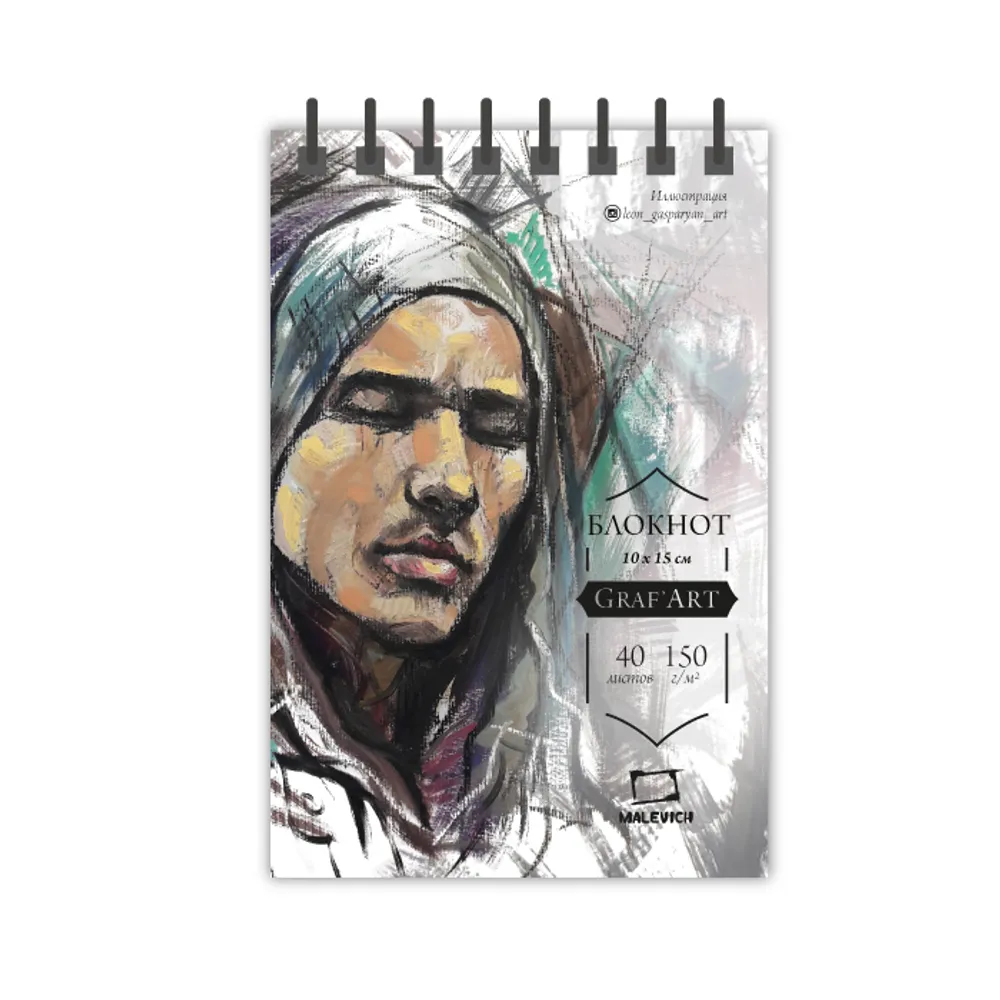 Иллюстрация
@leon_gasparyan_art
БЛОКНОТ
10 x 15 см
GRAF'ART
40 150
листов г/м²
MALEVICH